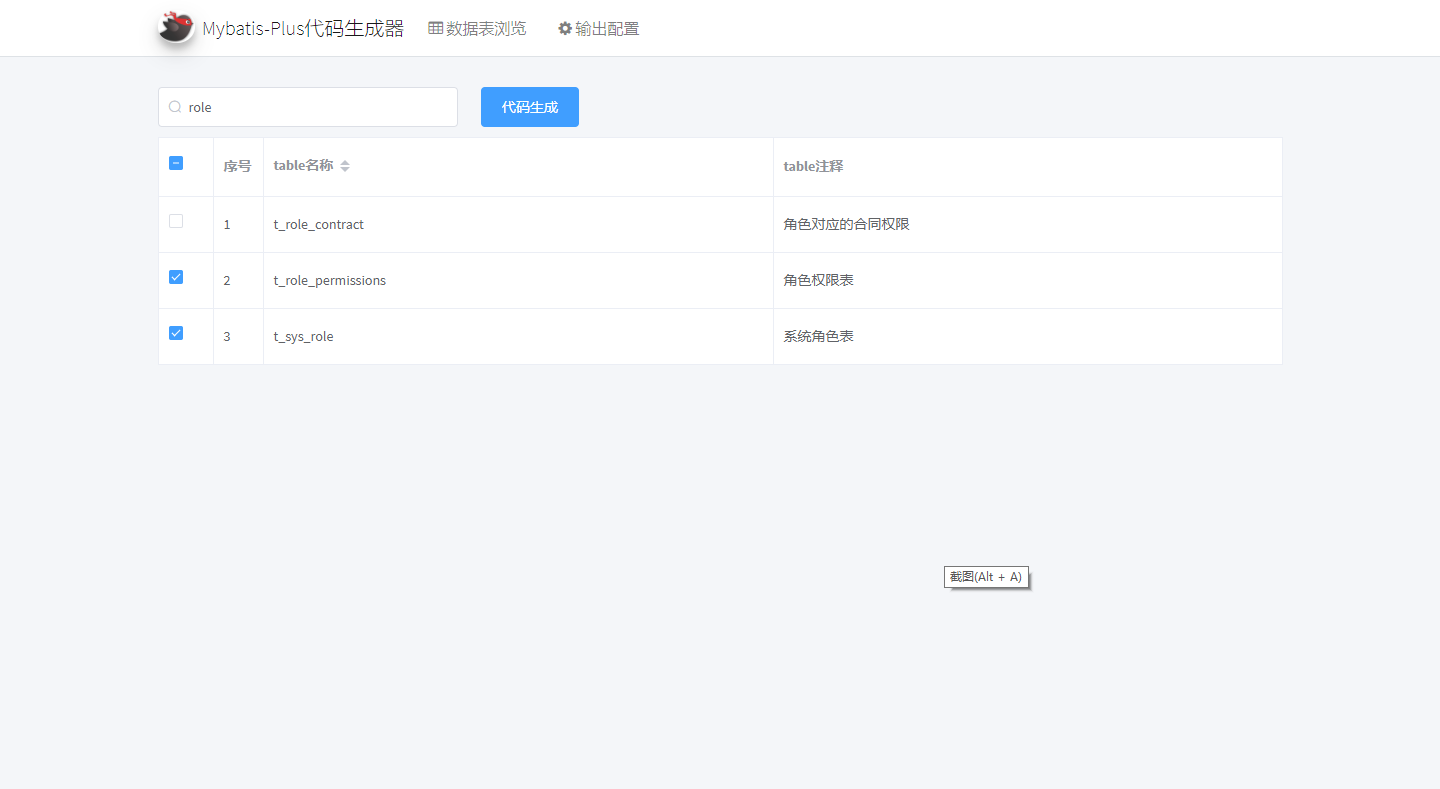 Mybatis-Plus代码生成器 数据表浏览 输出配置
role 代码生成
序号 table名称 table注释
1 t_role_contract 角色对应的合同权限
2 t_role_permissions 角色权限表
3 t_sys_role 系统角色表
截图(Alt + A)